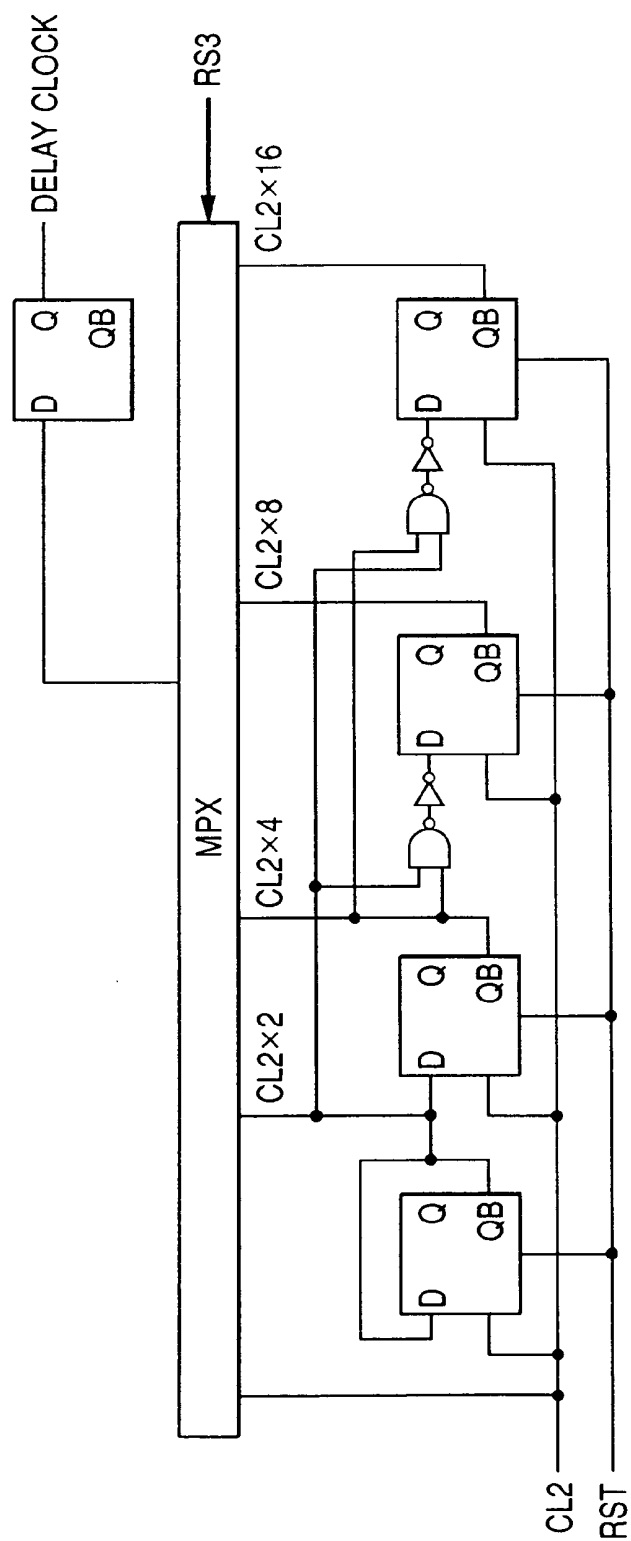 DELAY CLOCK
D Q
QB
RS3
MPX
CL2×2
CL2×4
CL2×8
CL2×16
D Q
QB
D Q
QB
D Q
QB
D Q
QB
CL2
RST